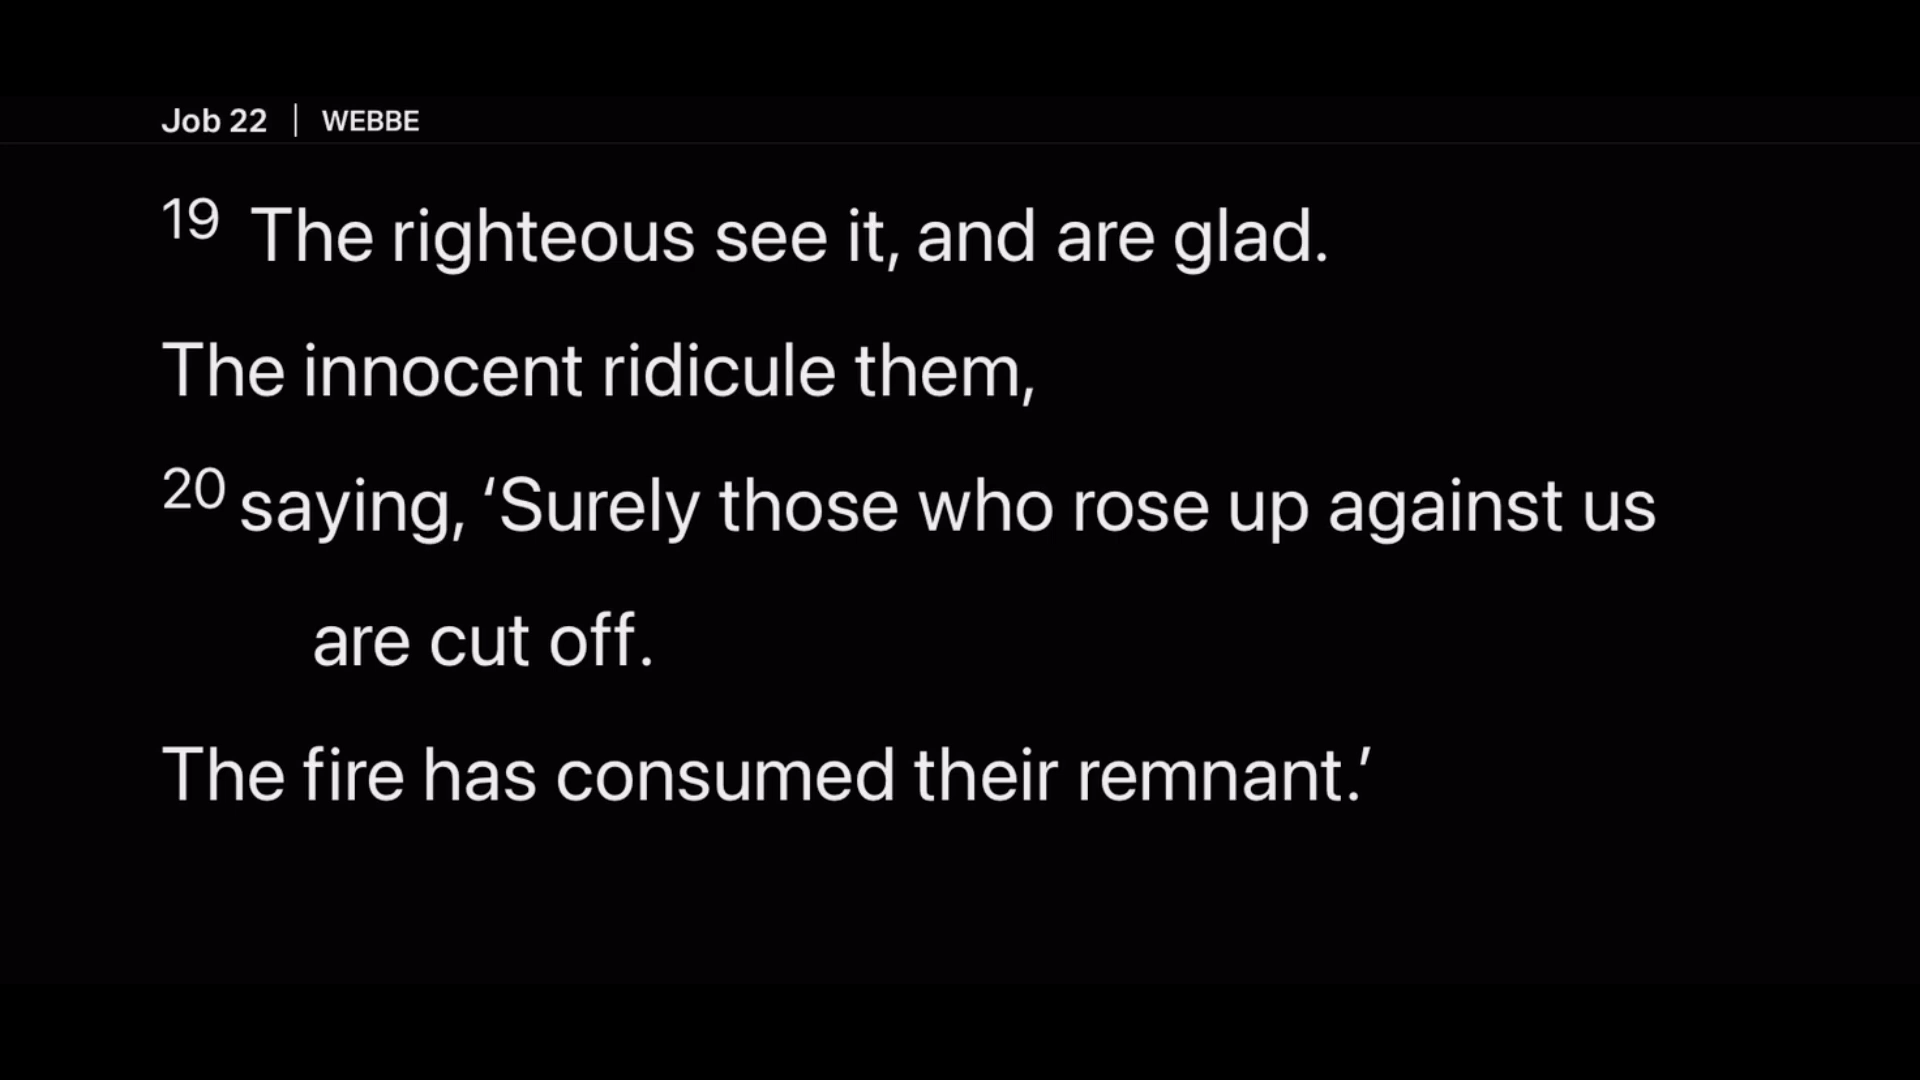 Job 22 | WEBBE
19 The righteous see it, and are glad.
The innocent ridicule them,
20 saying, ‘Surely those who rose up against us
are cut off.
The fire has consumed their remnant.’